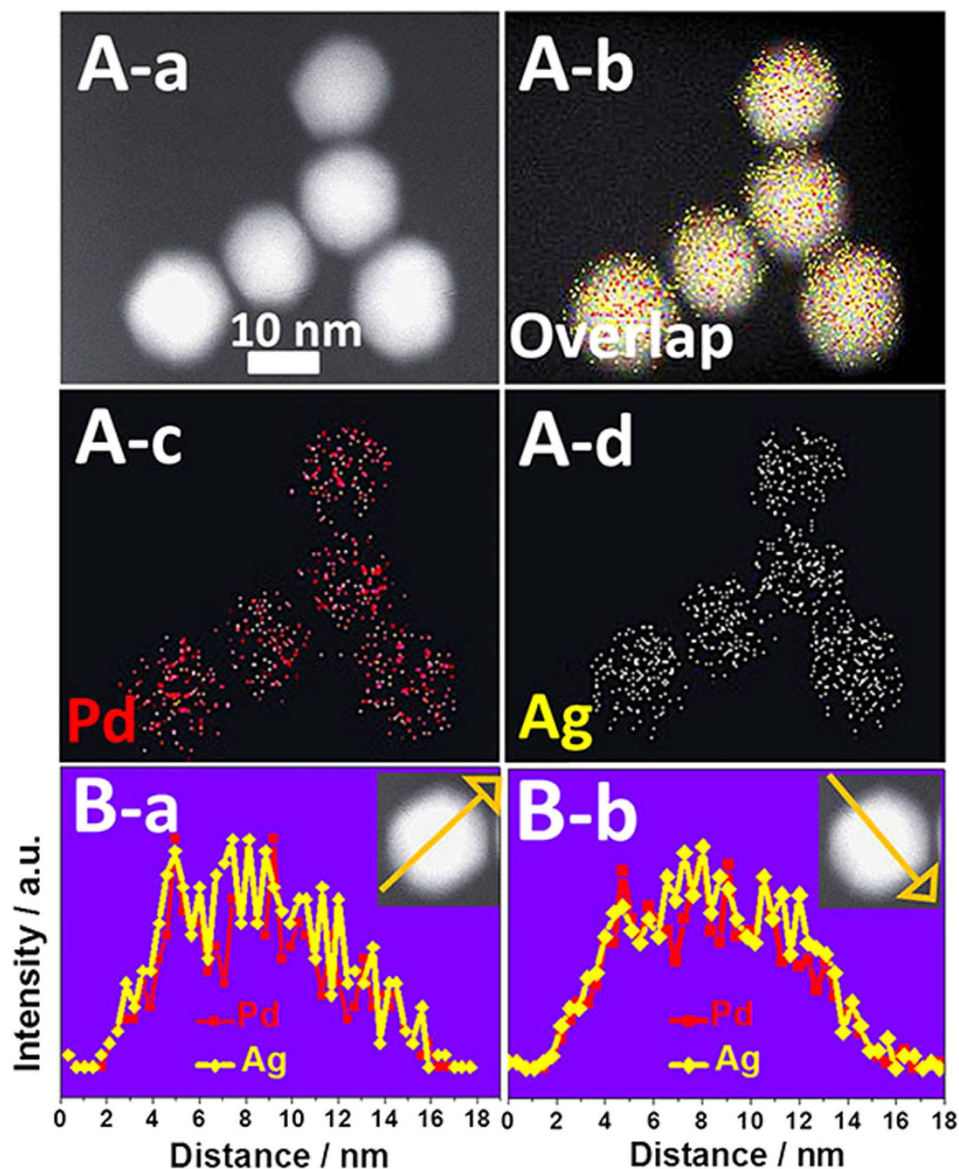 A-a
A-b
10 nm
Overlap
A-c
A-d
Pd
Ag
B-a
B-b
Intensity / a.u.
Pd
Ag
Pd
Ag
0 2 4 6 8 10 12 14 16 18
0 2 4 6 8 10 12 14 16 18
Distance / nm
Distance / nm